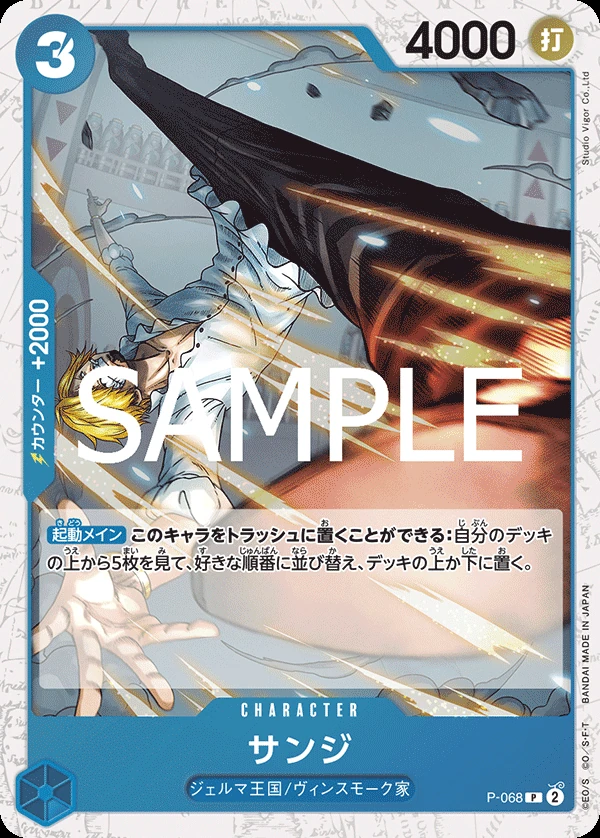 3
4000 打
Studio Vigor Co.,Ltd
カウンター +2000
SAMPLE
起動メイン このキャラをトラッシュに置くことができる：自分のデッキ
の上から5枚を見て、好きな順番に並び替え、デッキの上か下に置く。
CHARACTER
サンジ
ジェルマ王国/ヴィンスモーク家
P-068 P 2
©E.O/S ©O./S・D・F・T BANDAI MADE IN JAPAN